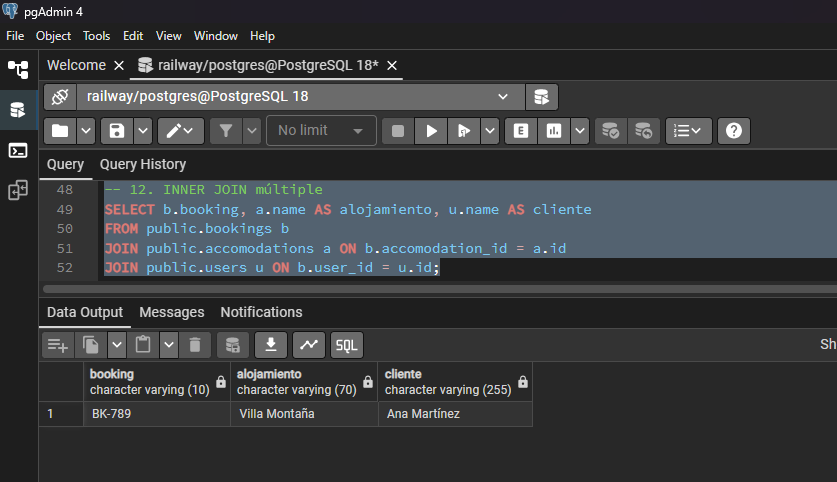 pgAdmin 4
File Object Tools Edit View Window Help
Welcome railway/postgres@PostgreSQL 18*
railway/postgres@PostgreSQL 18
No limit E
Query Query History
48 -- 12. INNER JOIN múltiple
49 SELECT b.booking, a.name AS alojamiento, u.name AS cliente
50 FROM public.bookings b
51 JOIN public.accomodations a ON b.accomodation_id = a.id
52 JOIN public.users u ON b.user_id = u.id;
Data Output Messages Notifications
SQL Sh
booking alojamiento cliente
character varying (10) character varying (70) character varying (255)
1 BK-789 Villa Montaña Ana Martínez